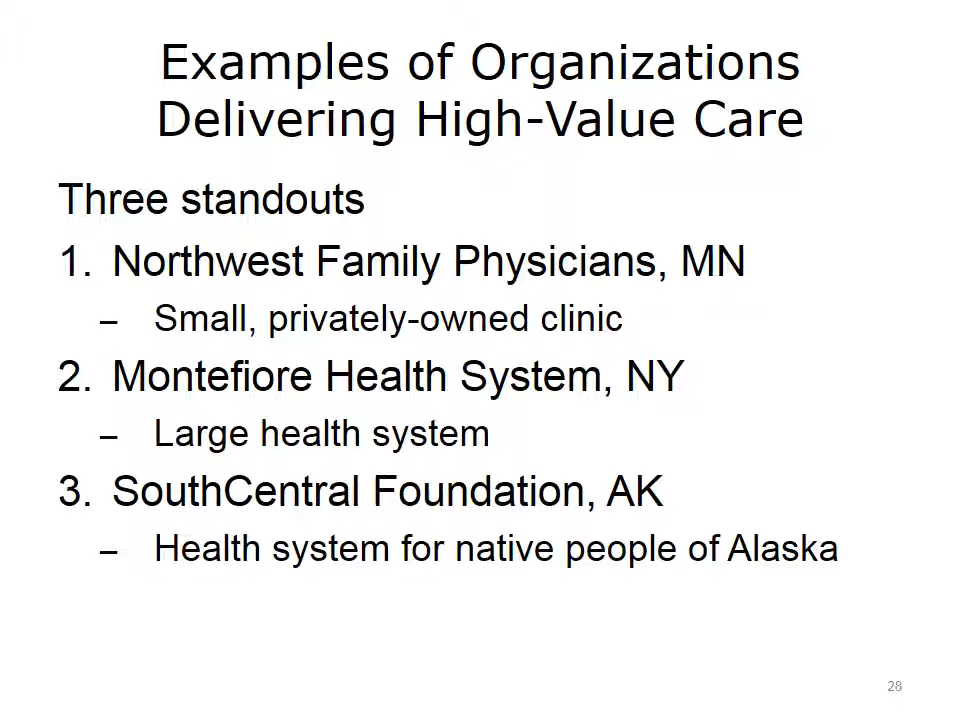 Examples of Organizations
Delivering High-Value Care
Three standouts
1. Northwest Family Physicians, MN
– Small, privately-owned clinic
2. Montefiore Health System, NY
– Large health system
3. SouthCentral Foundation, AK
– Health system for native people of Alaska
28